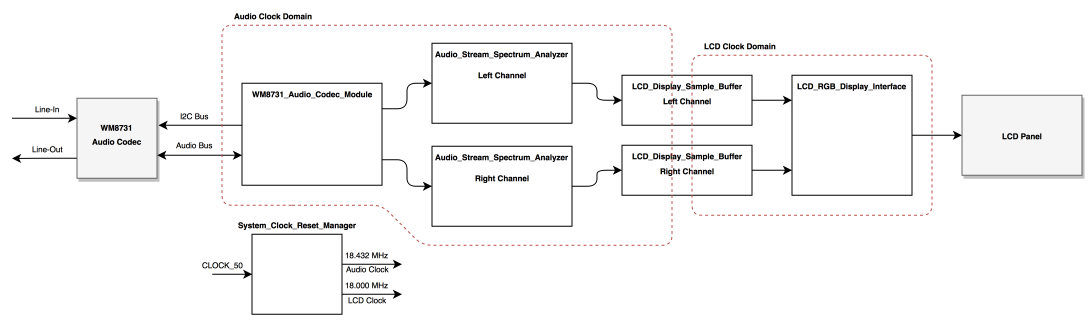 Audio Clock Domain
LCD Clock Domain
Line-In
Line-Out
WM8731
Audio Codec
I2C Bus
Audio Bus
WM8731_Audio_Codec_Module
Audio_Stream_Spectrum_Analyzer
Left Channel
Audio_Stream_Spectrum_Analyzer
Right Channel
LCD_Display_Sample_Buffer
Left Channel
LCD_Display_Sample_Buffer
Right Channel
LCD_RGB_Display_Interface
LCD Panel
System_Clock_Reset_Manager
CLOCK_50
18.432 MHz
Audio Clock
18.000 MHz
LCD Clock